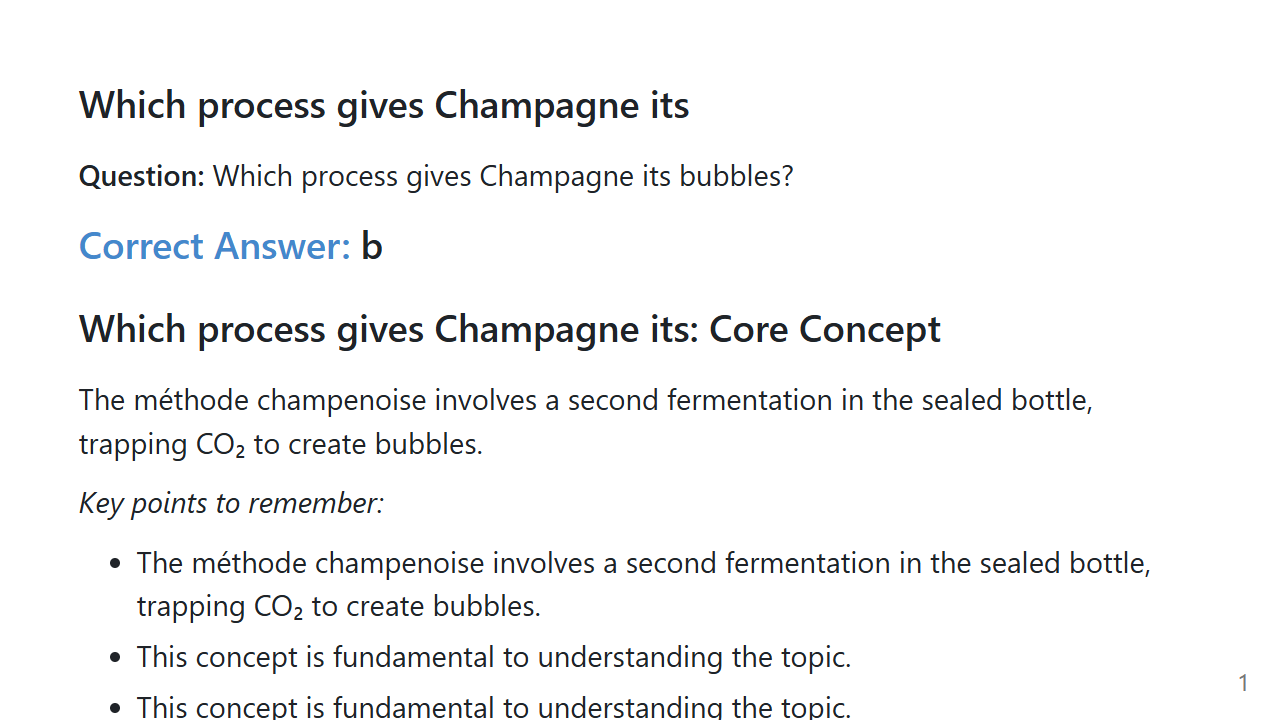 Which process gives Champagne its
Question: Which process gives Champagne its bubbles?
Correct Answer: b
Which process gives Champagne its: Core Concept
The méthode champenoise involves a second fermentation in the sealed bottle,
trapping CO₂ to create bubbles.
Key points to remember:
• The méthode champenoise involves a second fermentation in the sealed bottle,
trapping CO₂ to create bubbles.
• This concept is fundamental to understanding the topic.
• This concept is fundamental to understanding the topic.
1